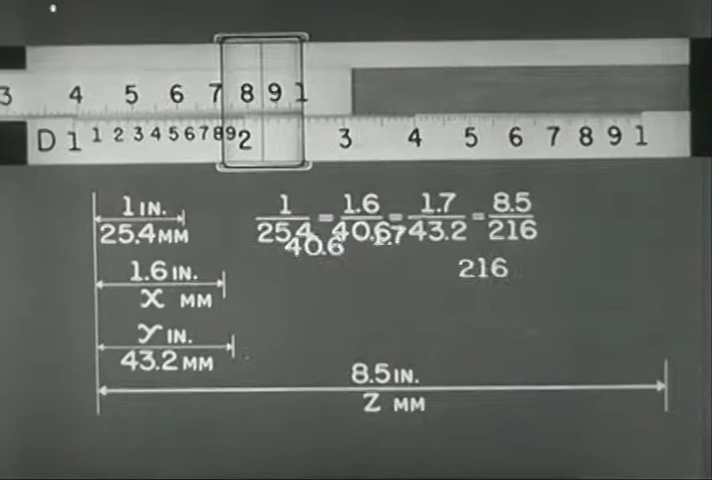 3 4 5 6 7 8 9 1
D 1 1 2 3 4 5 6 7 8 9 2 3 4 5 6 7 8 9 1
1 IN.
25.4 MM
1/25.4 = 1.6/40.6 = 1.7/43.2 = 8.5/216
40.6 1.7
216
1.6 IN.
x MM
y IN.
43.2 MM
8.5 IN.
Z MM